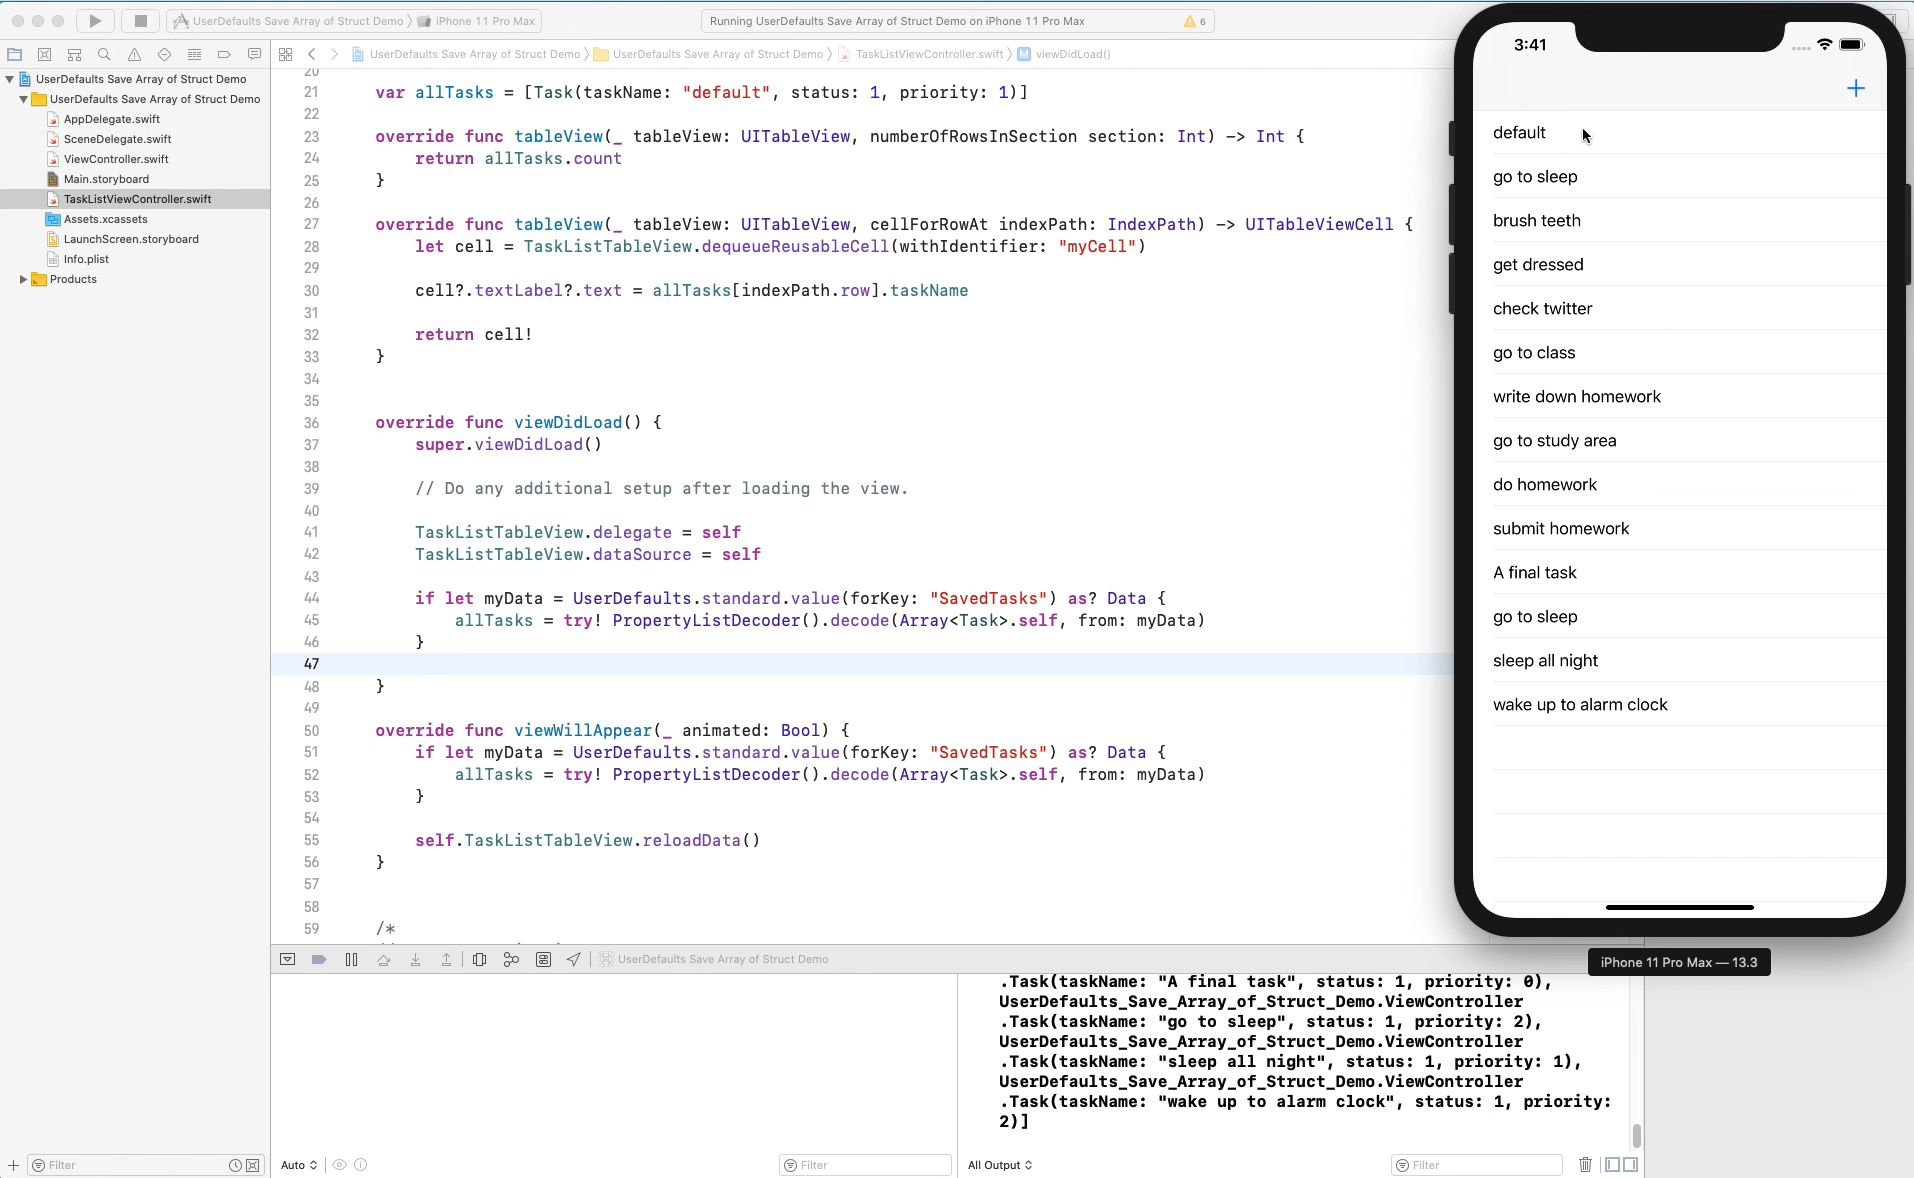 UserDefaults Save Array of Struct Demo
iPhone 11 Pro Max
Running UserDefaults Save Array of Struct Demo on iPhone 11 Pro Max
6
UserDefaults Save Array of Struct Demo
UserDefaults Save Array of Struct Demo
TaskListViewController.swift
M viewDidLoad()
UserDefaults Save Array of Struct Demo
UserDefaults Save Array of Struct Demo
AppDelegate.swift
SceneDelegate.swift
ViewController.swift
Main.storyboard
TaskListViewController.swift
Assets.xcassets
LaunchScreen.storyboard
Info.plist
Products
Filter
20
21 var allTasks = [Task(taskName: "default", status: 1, priority: 1)]
22
23 override func tableView(_ tableView: UITableView, numberOfRowsInSection section: Int) -> Int {
24 return allTasks.count
25 }
26
27 override func tableView(_ tableView: UITableView, cellForRowAt indexPath: IndexPath) -> UITableViewCell {
28 let cell = TaskListTableView.dequeueReusableCell(withIdentifier: "myCell")
29
30 cell?.textLabel?.text = allTasks[indexPath.row].taskName
31
32 return cell!
33 }
34
35
36 override func viewDidLoad() {
37 super.viewDidLoad()
38
39 // Do any additional setup after loading the view.
40
41 TaskListTableView.delegate = self
42 TaskListTableView.dataSource = self
43
44 if let myData = UserDefaults.standard.value(forKey: "SavedTasks") as? Data {
45 allTasks = try! PropertyListDecoder().decode(Array<Task>.self, from: myData)
46 }
47
48 }
49
50 override func viewWillAppear(_ animated: Bool) {
51 if let myData = UserDefaults.standard.value(forKey: "SavedTasks") as? Data {
52 allTasks = try! PropertyListDecoder().decode(Array<Task>.self, from: myData)
53 }
54
55 self.TaskListTableView.reloadData()
56 }
57
58
59 /*
UserDefaults Save Array of Struct Demo
.Task(taskName: "A final task", status: 1, priority: 0),
UserDefaults_Save_Array_of_Struct_Demo.ViewController
.Task(taskName: "go to sleep", status: 1, priority: 2),
UserDefaults_Save_Array_of_Struct_Demo.ViewController
.Task(taskName: "sleep all night", status: 1, priority: 1),
UserDefaults_Save_Array_of_Struct_Demo.ViewController
.Task(taskName: "wake up to alarm clock", status: 1, priority:
2)]
Auto
Filter
All Output
Filter
3:41
+
default
go to sleep
brush teeth
get dressed
check twitter
go to class
write down homework
go to study area
do homework
submit homework
A final task
go to sleep
sleep all night
wake up to alarm clock
iPhone 11 Pro Max — 13.3